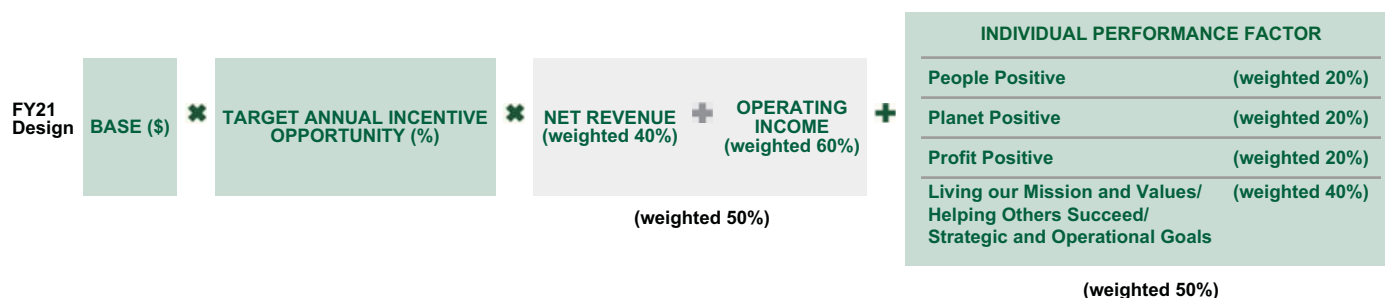 FY21
Design
BASE ($)
TARGET ANNUAL INCENTIVE
OPPORTUNITY (%)
NET REVENUE
(weighted 40%)
OPERATING
INCOME
(weighted 60%)
(weighted 50%)
INDIVIDUAL PERFORMANCE FACTOR
People Positive (weighted 20%)
Planet Positive (weighted 20%)
Profit Positive (weighted 20%)
Living our Mission and Values/ (weighted 40%)
Helping Others Succeed/
Strategic and Operational Goals
(weighted 50%)